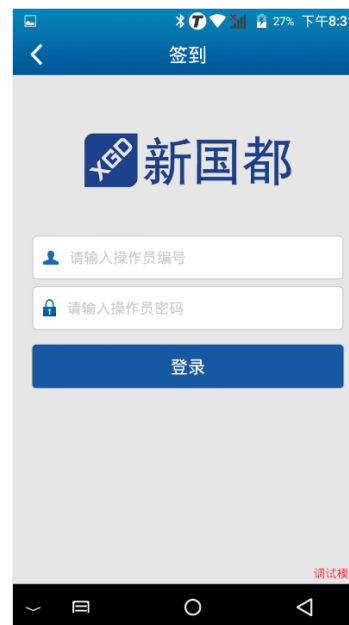 27% 下午8:3
签到
XGD 新国都
请输入操作员编号
请输入操作员密码
登录
调试模